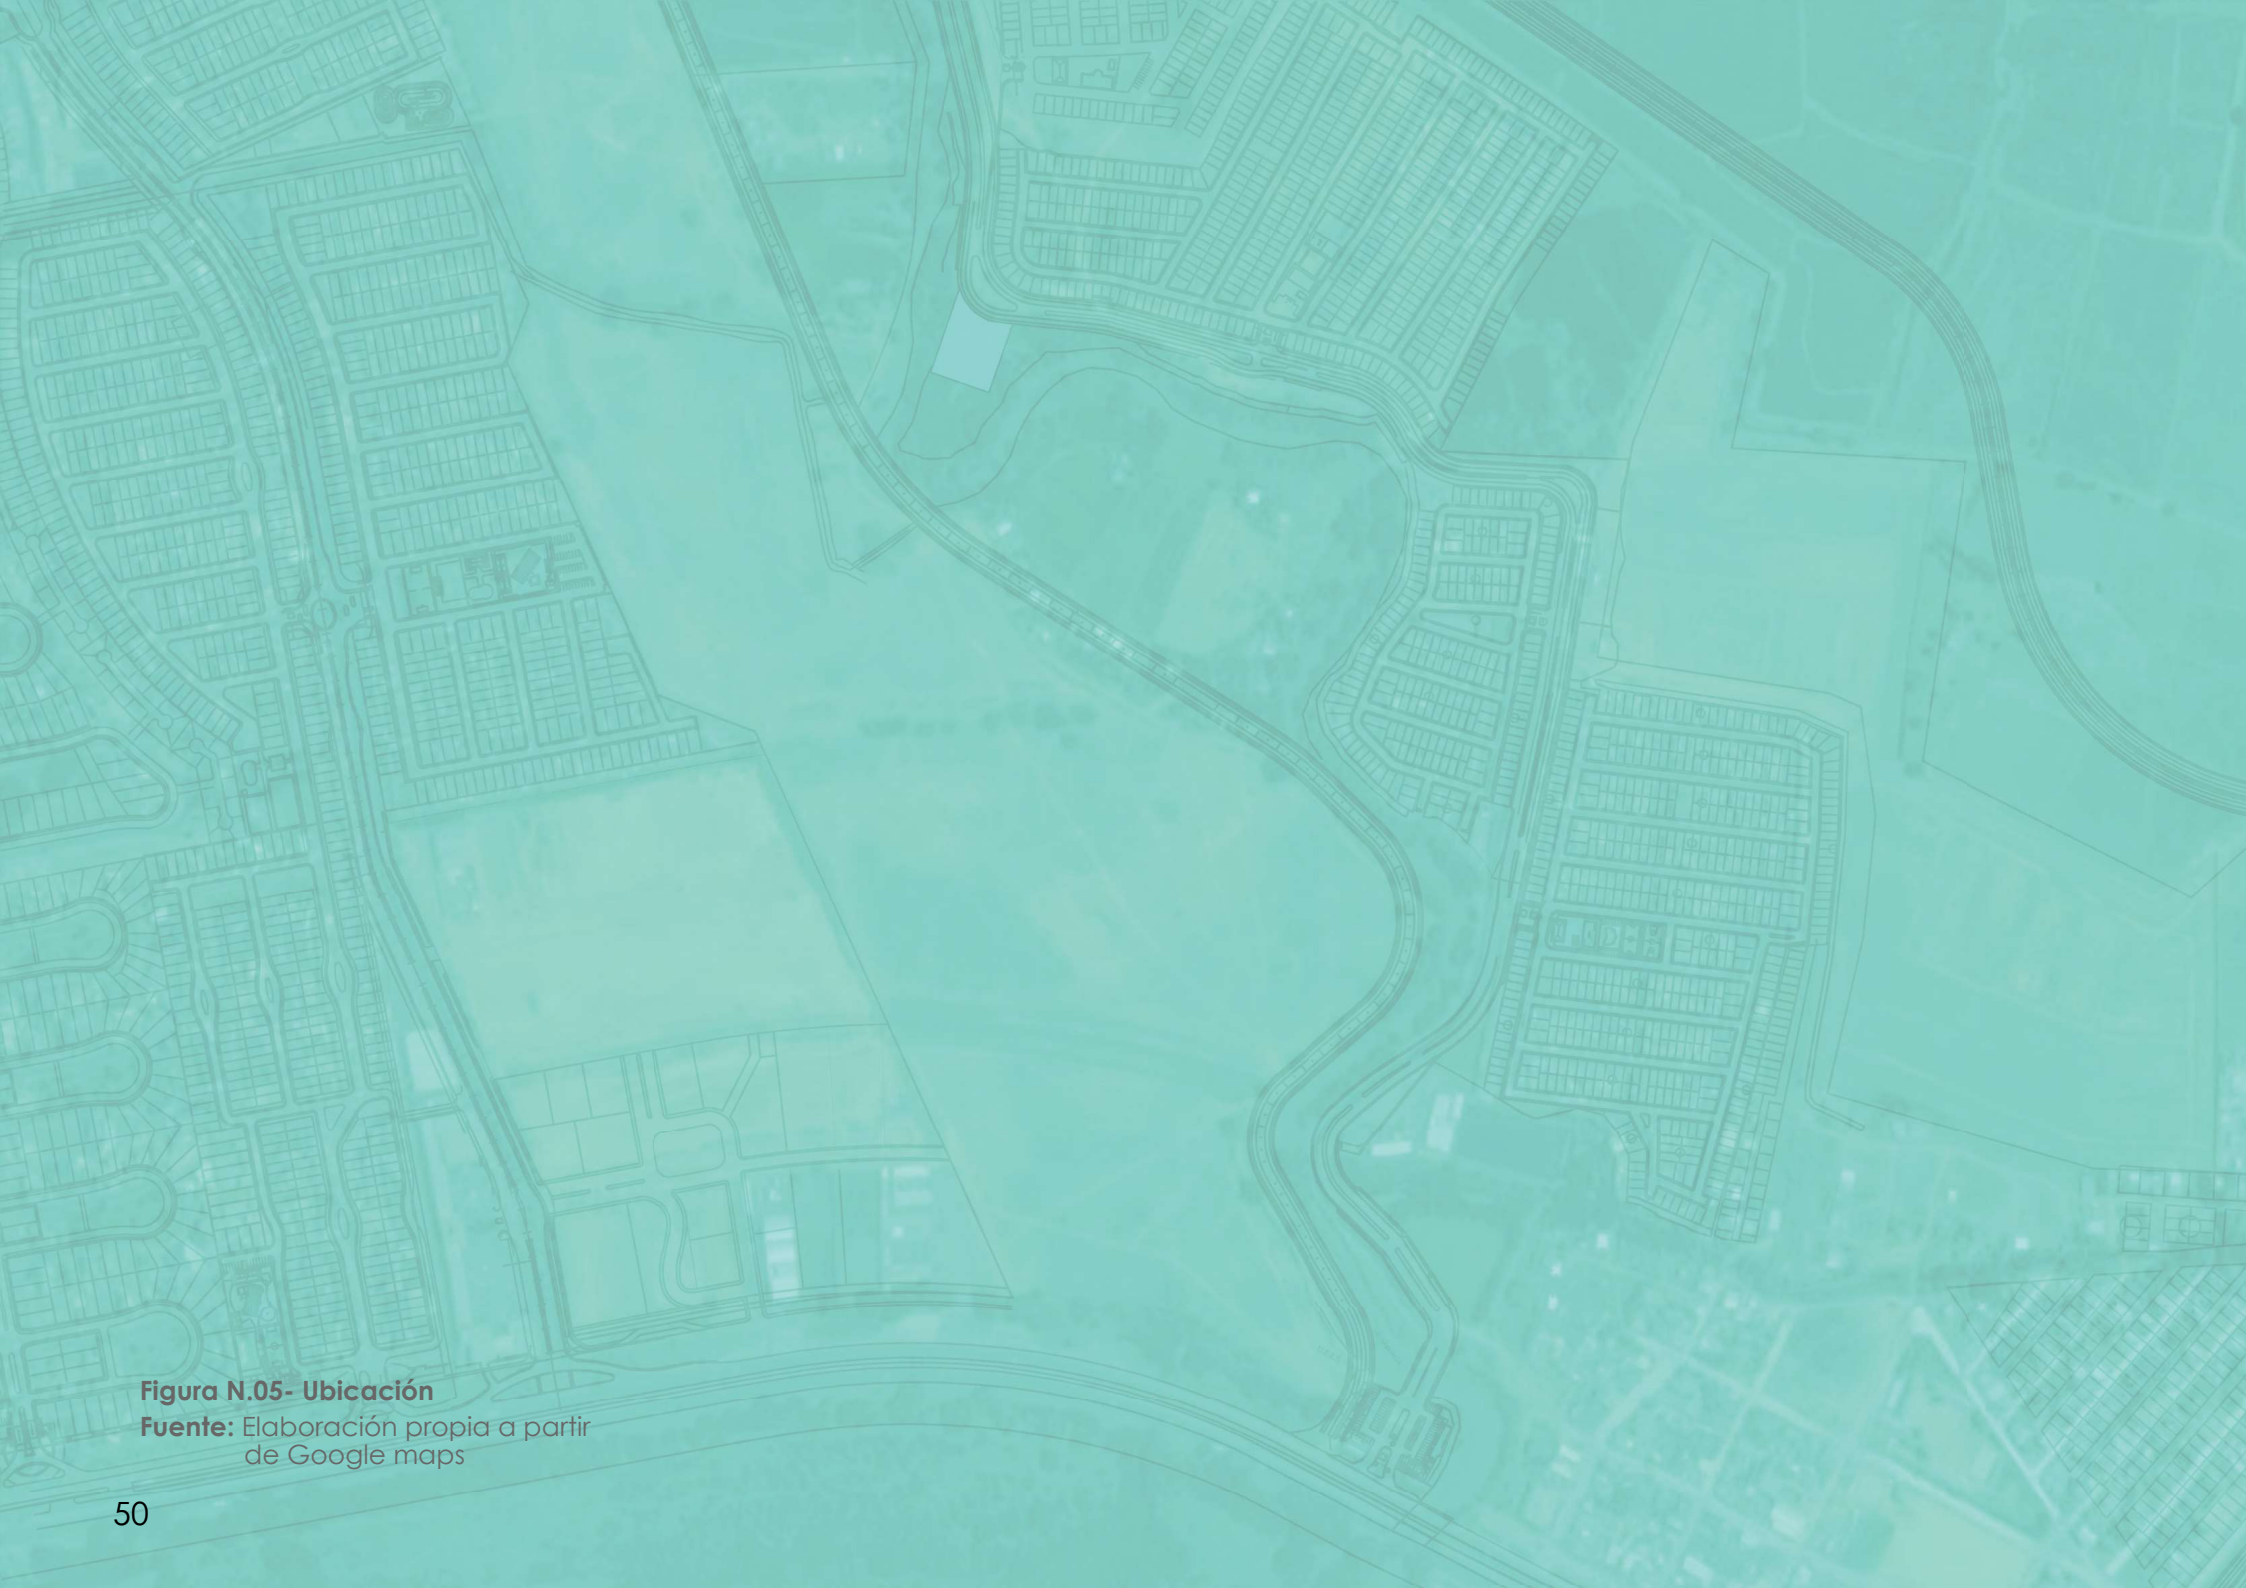 Figura N.05- Ubicación
Fuente: Elaboración propia a partir
de Google maps
50